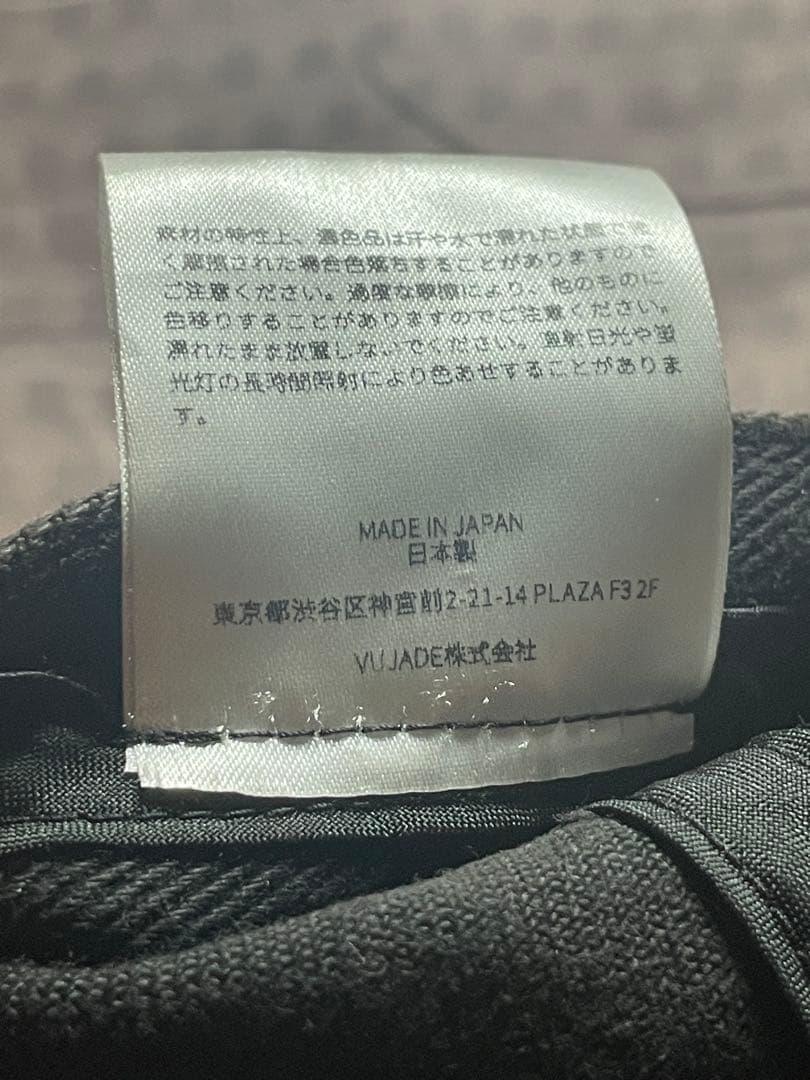 素材の特性上、濃色品は汗や水で濡れた状態で強
く摩擦された場合色落ちすることがありますので
ご注意ください。過度な摩擦により、他のものに
色移りすることがありますのでご注意ください。
濡れたまま放置しないでください。直射日光や蛍
光灯の長時間照射により色あせすることがありま
す。
MADE IN JAPAN
日本製
東京都渋谷区神宮前2-21-14 PLAZA F3 2F
VUJADE株式会社